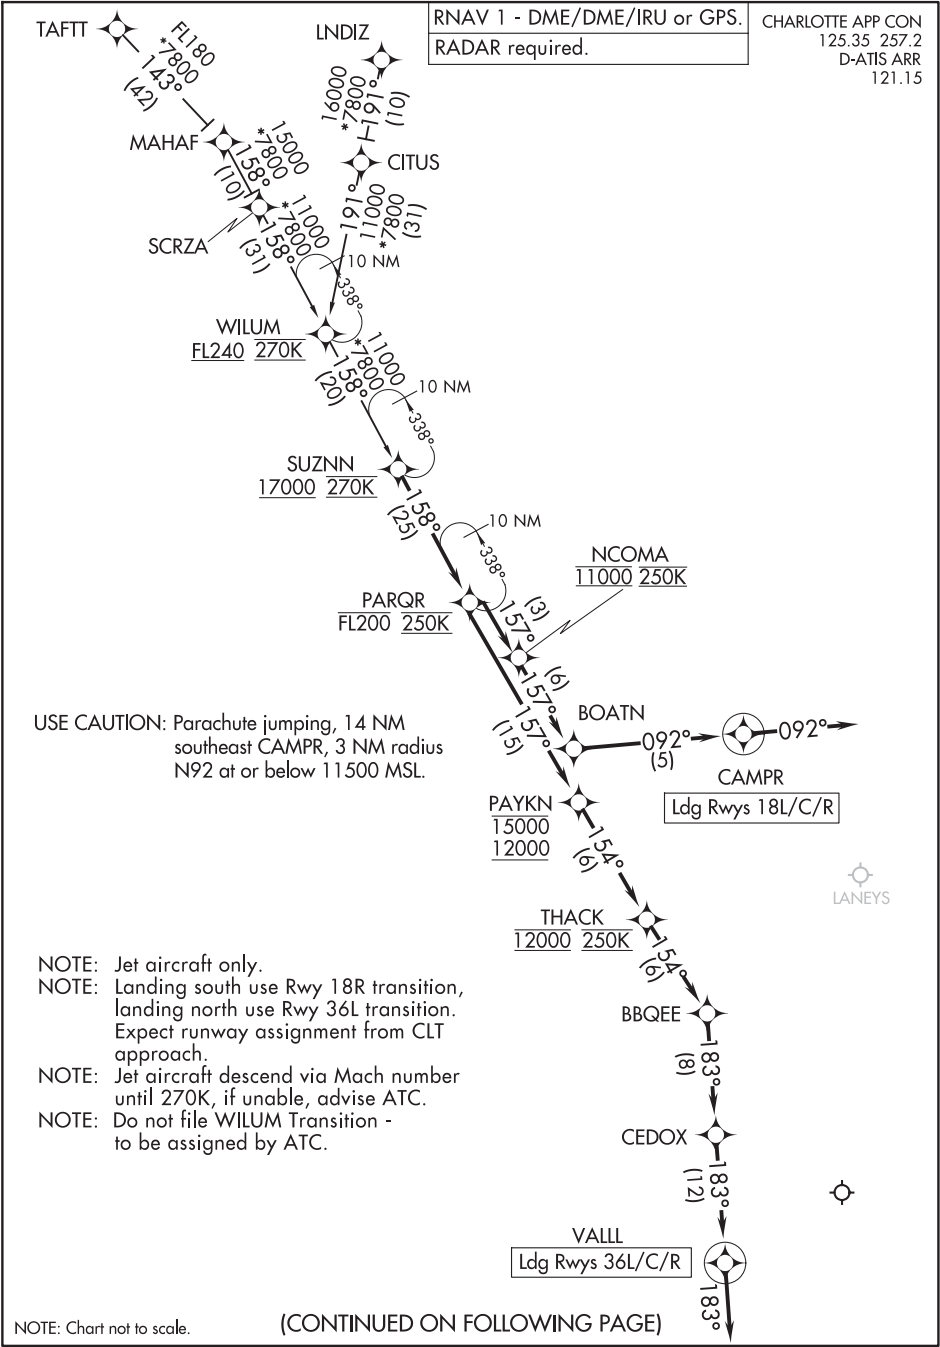 RNAV 1 - DME/DME/IRU or GPS.
RADAR required.
CHARLOTTE APP CON
125.35 257.2
D-ATIS ARR
121.15
TAFTT
FL180
*7800
143°
(42)
LNDIZ
16000
*7800
191°
(10)
MAHAF
15000
*7800
158°
(10)
CITUS
191°
11000
*7800
(31)
SCRZA
11000
*7800
158°
(31)
10 NM
338°
WILUM
FL240 270K
11000
*7800
158°
(20)
10 NM
338°
SUZNN
17000 270K
158°
(25)
10 NM
338°
NCOMA
11000 250K
PARQR
FL200 250K
(3)
157°
(6)
157°
157°
(15)
USE CAUTION: Parachute jumping, 14 NM
southeast CAMPR, 3 NM radius
N92 at or below 11500 MSL.
BOATN
092°
(5)
092°
CAMPR
Ldg Rwys 18L/C/R
PAYKN
15000
12000
154°
(6)
LANEYS
THACK
12000 250K
154°
(6)
BBQEE
183°
(8)
NOTE: Jet aircraft only.
NOTE: Landing south use Rwy 18R transition,
landing north use Rwy 36L transition.
Expect runway assignment from CLT
approach.
NOTE: Jet aircraft descend via Mach number
until 270K, if unable, advise ATC.
NOTE: Do not file WILUM Transition -
to be assigned by ATC.
CEDOX
183°
(12)
VALLL
Ldg Rwys 36L/C/R
183°
NOTE: Chart not to scale.
(CONTINUED ON FOLLOWING PAGE)